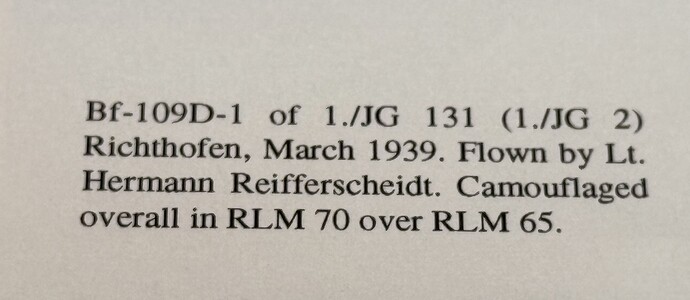 Bf-109D-1 of 1./JG 131 (1./JG 2)
Richthofen, March 1939. Flown by Lt.
Hermann Reifferscheidt. Camouflaged
overall in RLM 70 over RLM 65.